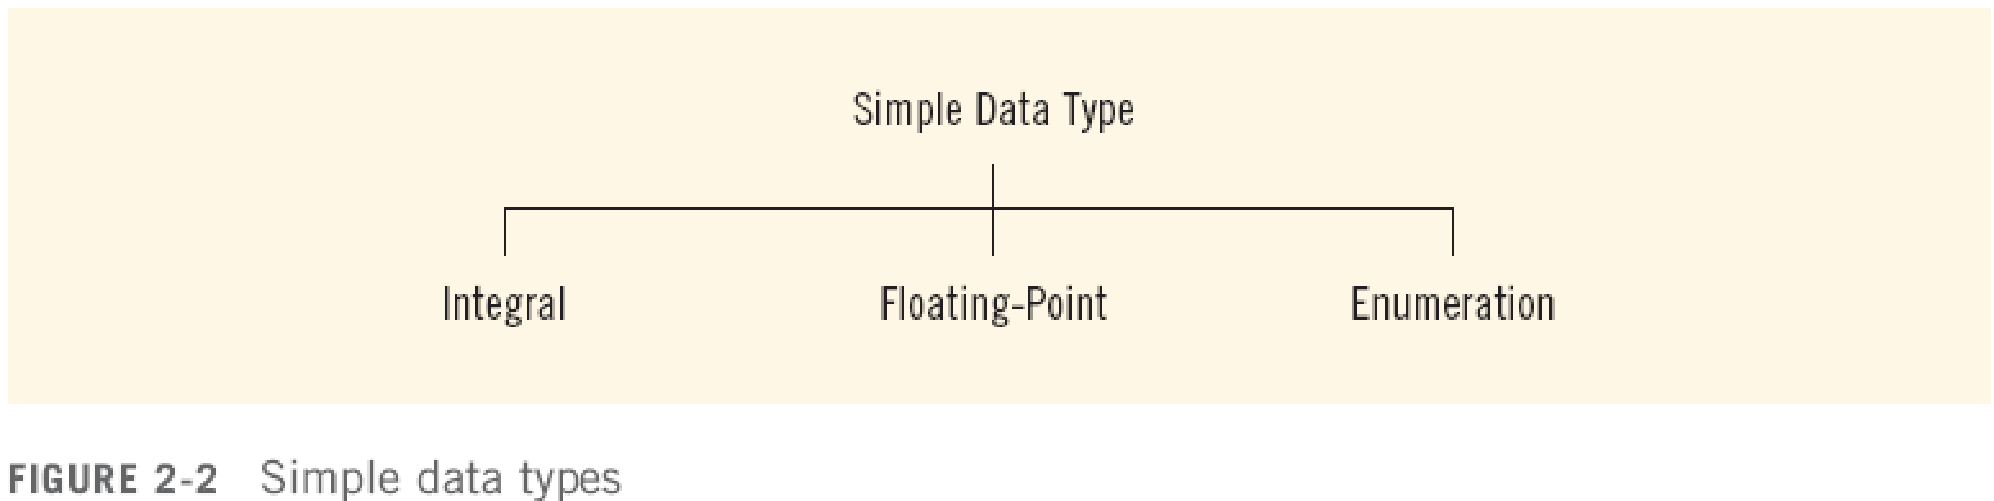 Simple Data Type
Integral Floating-Point Enumeration
FIGURE 2-2 Simple data types